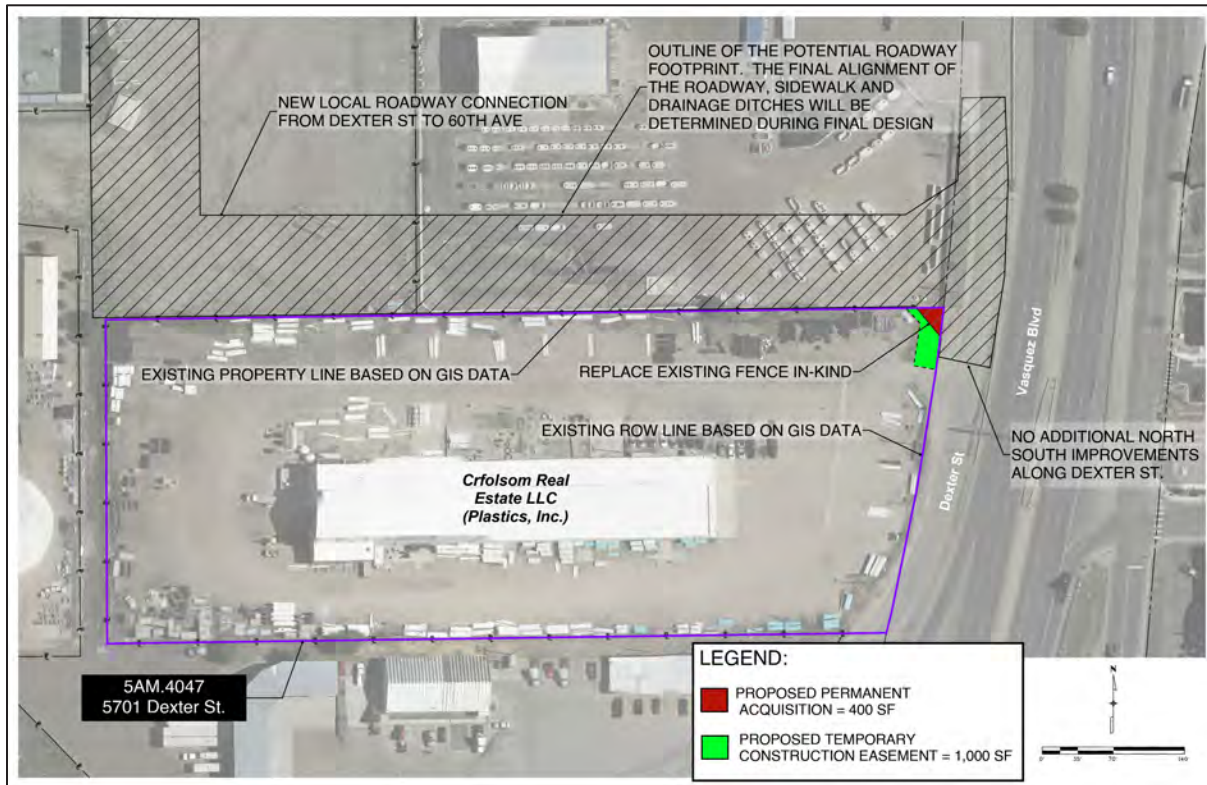 OUTLINE OF THE POTENTIAL ROADWAY
FOOTPRINT. THE FINAL ALIGNMENT OF
THE ROADWAY, SIDEWALK AND
DRAINAGE DITCHES WILL BE
DETERMINED DURING FINAL DESIGN
NEW LOCAL ROADWAY CONNECTION
FROM DEXTER ST TO 60TH AVE
EXISTING PROPERTY LINE BASED ON GIS DATA
REPLACE EXISTING FENCE IN-KIND
EXISTING ROW LINE BASED ON GIS DATA
Vasquez Blvd
Dexter St
NO ADDITIONAL NORTH
SOUTH IMPROVEMENTS
ALONG DEXTER ST.
Crfolsom Real
Estate LLC
(Plastics, Inc.)
5AM.4047
5701 Dexter St.
LEGEND:
PROPOSED PERMANENT
ACQUISITION = 400 SF
PROPOSED TEMPORARY
CONSTRUCTION EASEMENT = 1,000 SF
N
0' 35' 70' 140'